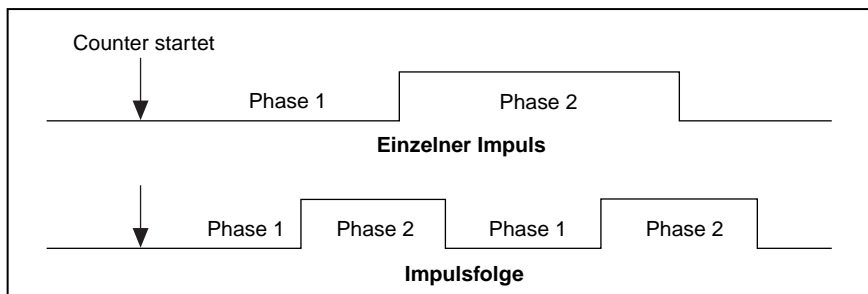 Counter startet
Phase 1 Phase 2
Einzelner Impuls
Phase 1 Phase 2 Phase 1 Phase 2
Impulsfolge